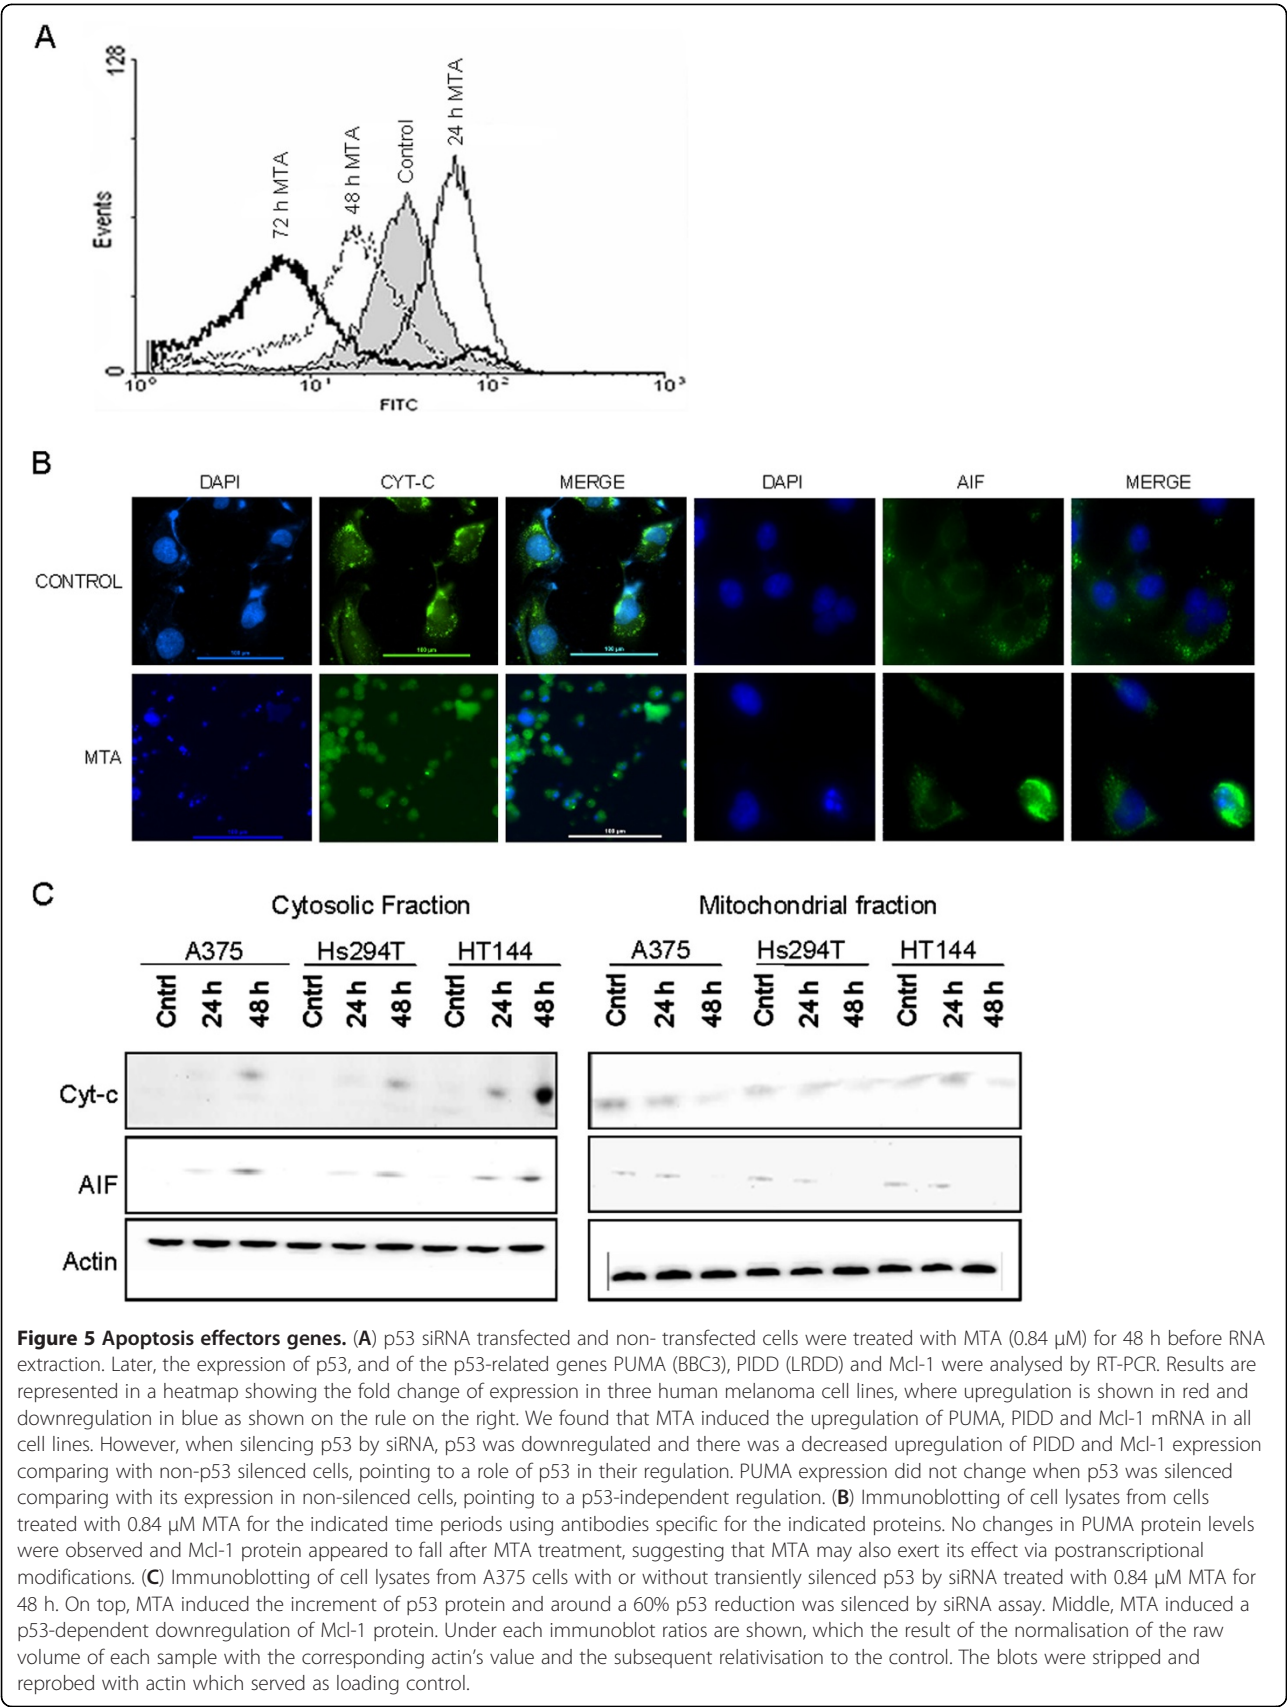 A
128
Events
0
72 h MTA
48 h MTA
Control
24 h MTA
10⁰ 10¹ 10² 10³
FITC
B
DAPI CYT-C MERGE DAPI AIF MERGE
CONTROL
100 µm 100 µm 100 µm
MTA
100 µm 100 µm
C
Cytosolic Fraction Mitochondrial fraction
A375 Hs294T HT144 A375 Hs294T HT144
Cntrl 24 h 48 h Cntrl 24 h 48 h Cntrl 24 h 48 h Cntrl 24 h 48 h Cntrl 24 h 48 h Cntrl 24 h 48 h
Cyt-c
AIF
Actin
Figure 5 Apoptosis effectors genes. (A) p53 siRNA transfected and non- transfected cells were treated with MTA (0.84 µM) for 48 h before RNA
extraction. Later, the expression of p53, and of the p53-related genes PUMA (BBC3), PIDD (LRDD) and Mcl-1 were analysed by RT-PCR. Results are
represented in a heatmap showing the fold change of expression in three human melanoma cell lines, where upregulation is shown in red and
downregulation in blue as shown on the rule on the right. We found that MTA induced the upregulation of PUMA, PIDD and Mcl-1 mRNA in all
cell lines. However, when silencing p53 by siRNA, p53 was downregulated and there was a decreased upregulation of PIDD and Mcl-1 expression
comparing with non-p53 silenced cells, pointing to a role of p53 in their regulation. PUMA expression did not change when p53 was silenced
comparing with its expression in non-silenced cells, pointing to a p53-independent regulation. (B) Immunoblotting of cell lysates from cells
treated with 0.84 µM MTA for the indicated time periods using antibodies specific for the indicated proteins. No changes in PUMA protein levels
were observed and Mcl-1 protein appeared to fall after MTA treatment, suggesting that MTA may also exert its effect via postranscriptional
modifications. (C) Immunoblotting of cell lysates from A375 cells with or without transiently silenced p53 by siRNA treated with 0.84 µM MTA for
48 h. On top, MTA induced the increment of p53 protein and around a 60% p53 reduction was silenced by siRNA assay. Middle, MTA induced a
p53-dependent downregulation of Mcl-1 protein. Under each immunoblot ratios are shown, which the result of the normalisation of the raw
volume of each sample with the corresponding actin's value and the subsequent relativisation to the control. The blots were stripped and
reprobed with actin which served as loading control.